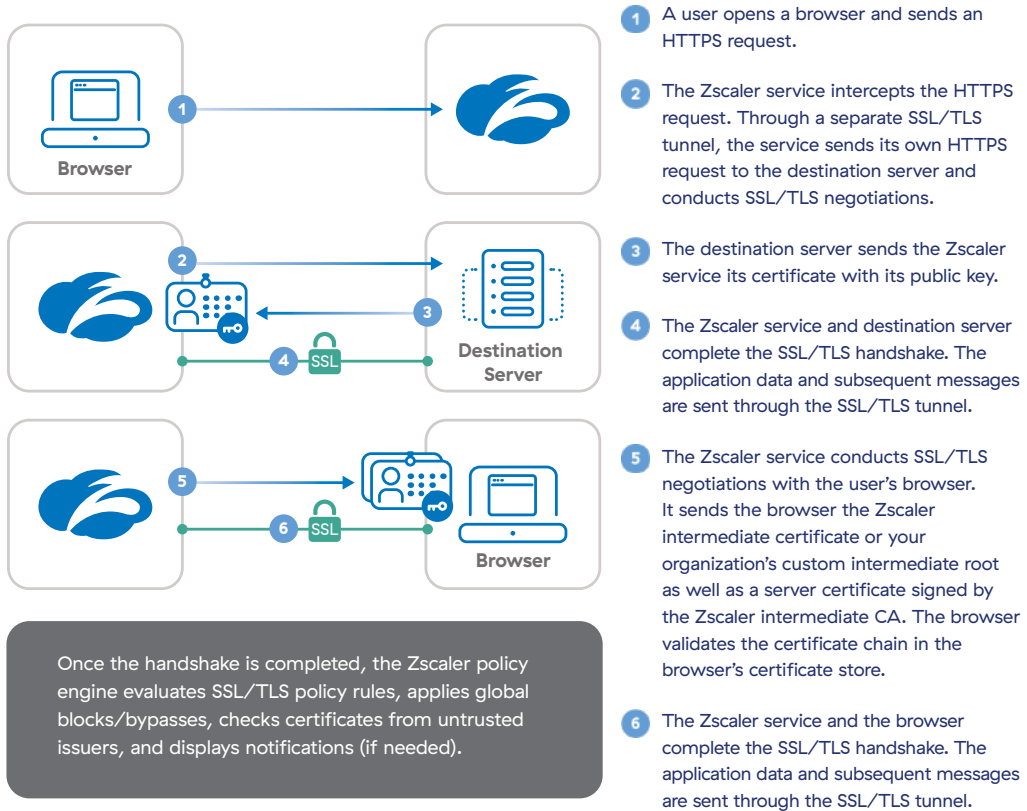 1
Browser
2
3
4
SSL
Destination
Server
5
6
SSL
Browser
Once the handshake is completed, the Zscaler policy
engine evaluates SSL/TLS policy rules, applies global
blocks/bypasses, checks certificates from untrusted
issuers, and displays notifications (if needed).
1
A user opens a browser and sends an
HTTPS request.
2
The Zscaler service intercepts the HTTPS
request. Through a separate SSL/TLS
tunnel, the service sends its own HTTPS
request to the destination server and
conducts SSL/TLS negotiations.
3
The destination server sends the Zscaler
service its certificate with its public key.
4
The Zscaler service and destination server
complete the SSL/TLS handshake. The
application data and subsequent messages
are sent through the SSL/TLS tunnel.
5
The Zscaler service conducts SSL/TLS
negotiations with the user’s browser.
It sends the browser the Zscaler
intermediate certificate or your
organization’s custom intermediate root
as well as a server certificate signed by
the Zscaler intermediate CA. The browser
validates the certificate chain in the
browser’s certificate store.
6
The Zscaler service and the browser
complete the SSL/TLS handshake. The
application data and subsequent messages
are sent through the SSL/TLS tunnel.